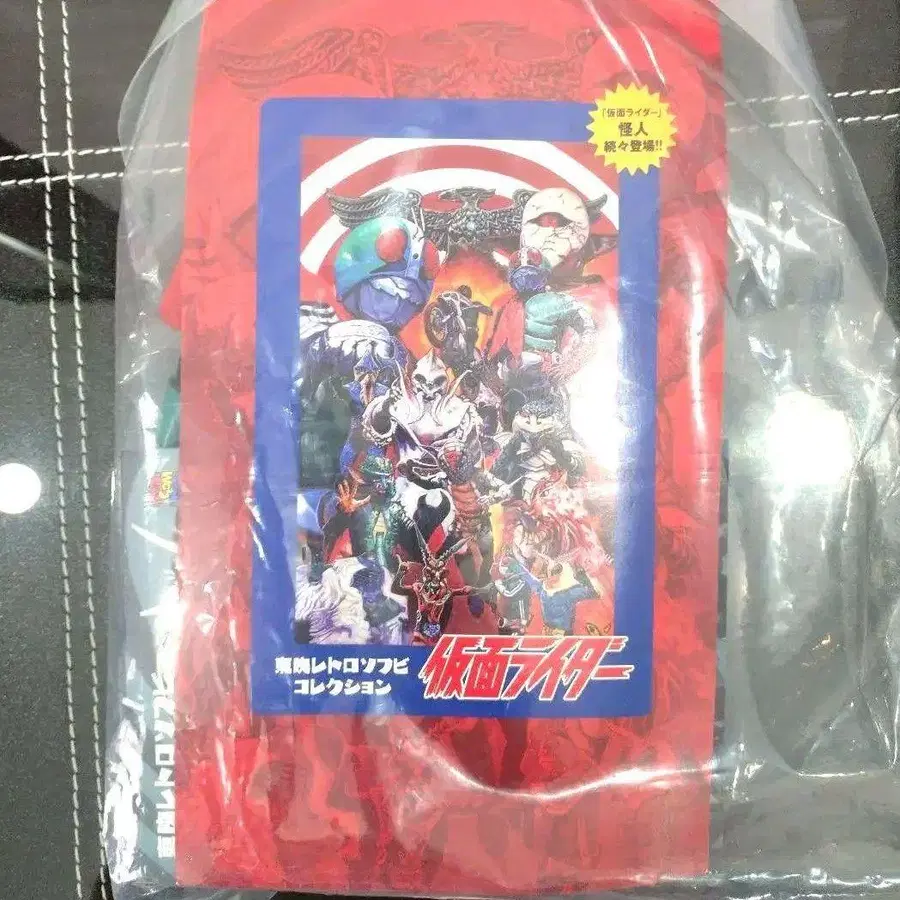 「仮面ライダー」
怪人
続々登場!!
東映レトロソフビ
コレクション
仮面ライダー